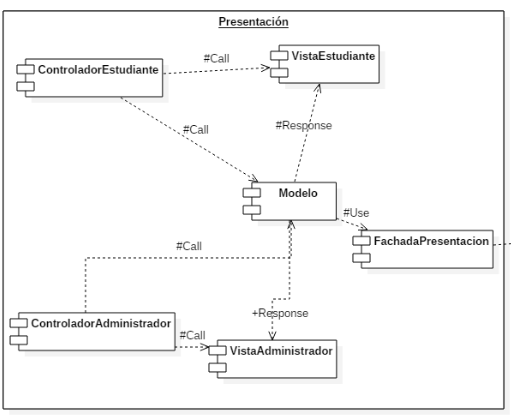 Presentación
#Call
VistaEstudiante
ControladorEstudiante
#Call
#Response
Modelo
#Use
FachadaPresentacion
#Call
+Response
ControladorAdministrador
#Call
VistaAdministrador